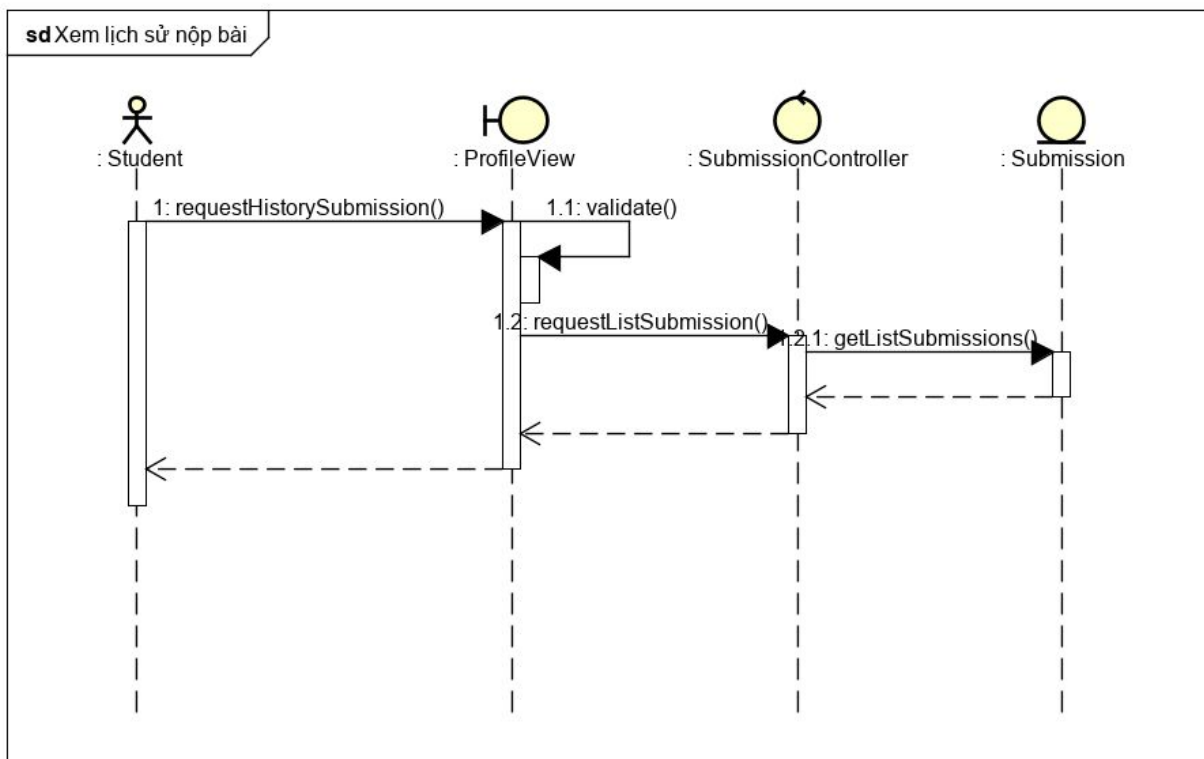 sd Xem lịch sử nộp bài
: Student
: ProfileView
: SubmissionController
: Submission
1: requestHistorySubmission()
1.1: validate()
1.2: requestListSubmission()
1.2.1: getListSubmissions()